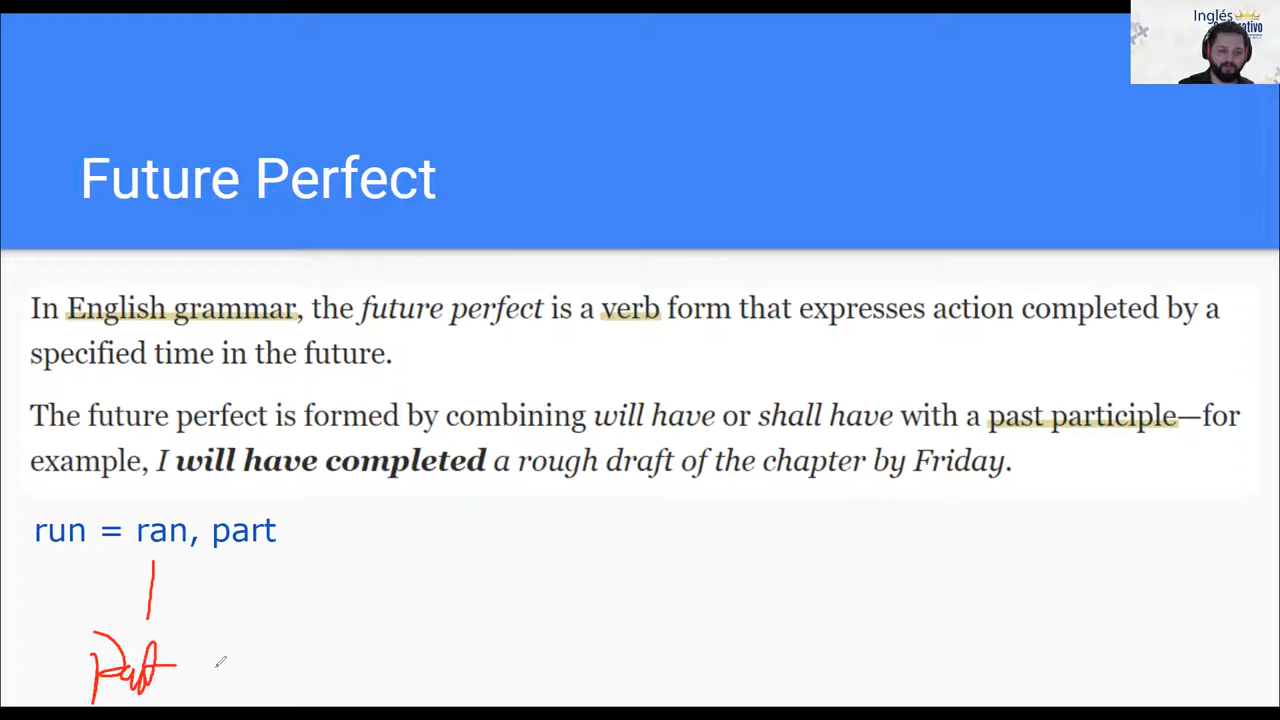 Inglés
Future Perfect
In English grammar, the future perfect is a verb form that expresses action completed by a
specified time in the future.
The future perfect is formed by combining will have or shall have with a past participle—for
example, I will have completed a rough draft of the chapter by Friday.
run = ran, part
Past